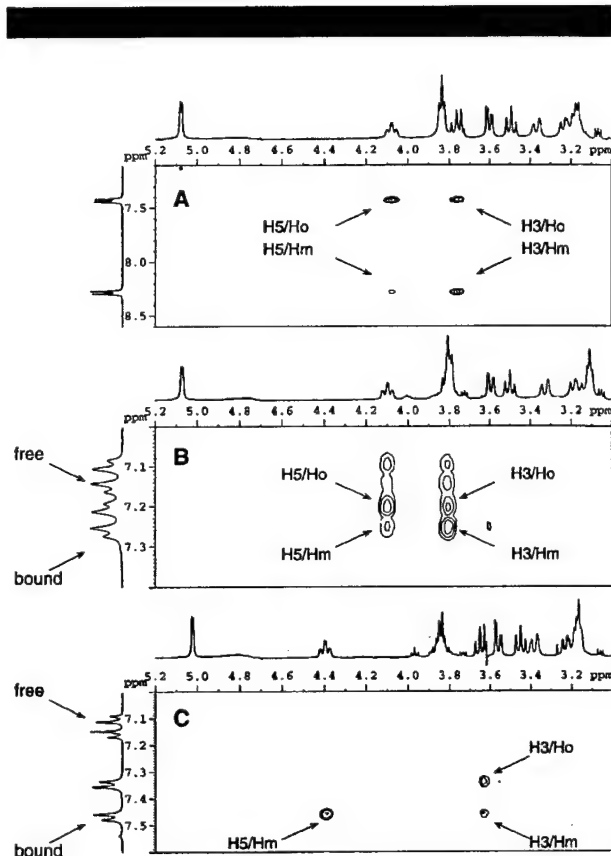 5.2 5.0 4.8 4.6 4.4 4.2 4.0 3.8 3.6 3.4 ppm 3.2
ppm
A
7.5
H5/Ho H3/Ho
H5/Hm H3/Hm
8.0
8.5
5.2 5.0 4.8 4.6 4.4 4.2 4.0 3.8 3.6 3.4 ppm 3.2
ppm
B
free
7.1
H5/Ho H3/Ho
7.2
H5/Hm H3/Hm
7.3
bound
5.2 5.0 4.8 4.6 4.4 4.2 4.0 3.8 3.6 3.4 ppm 3.2
ppm
C
free
7.1
7.2
H3/Ho
7.3
7.4
bound
7.5
H5/Hm H3/Hm